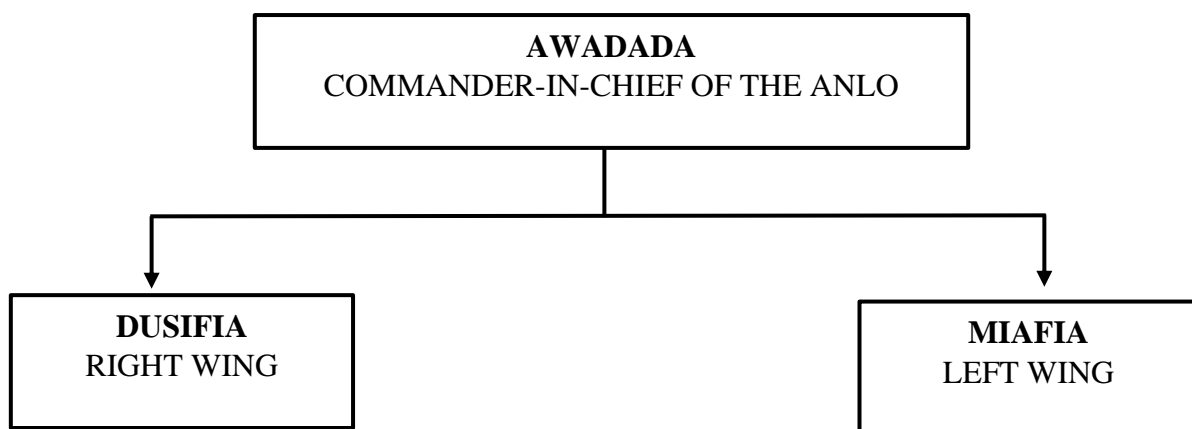 AWADADA
COMMANDER-IN-CHIEF OF THE ANLO
DUSIFIA
RIGHT WING
MIAFIA
LEFT WING